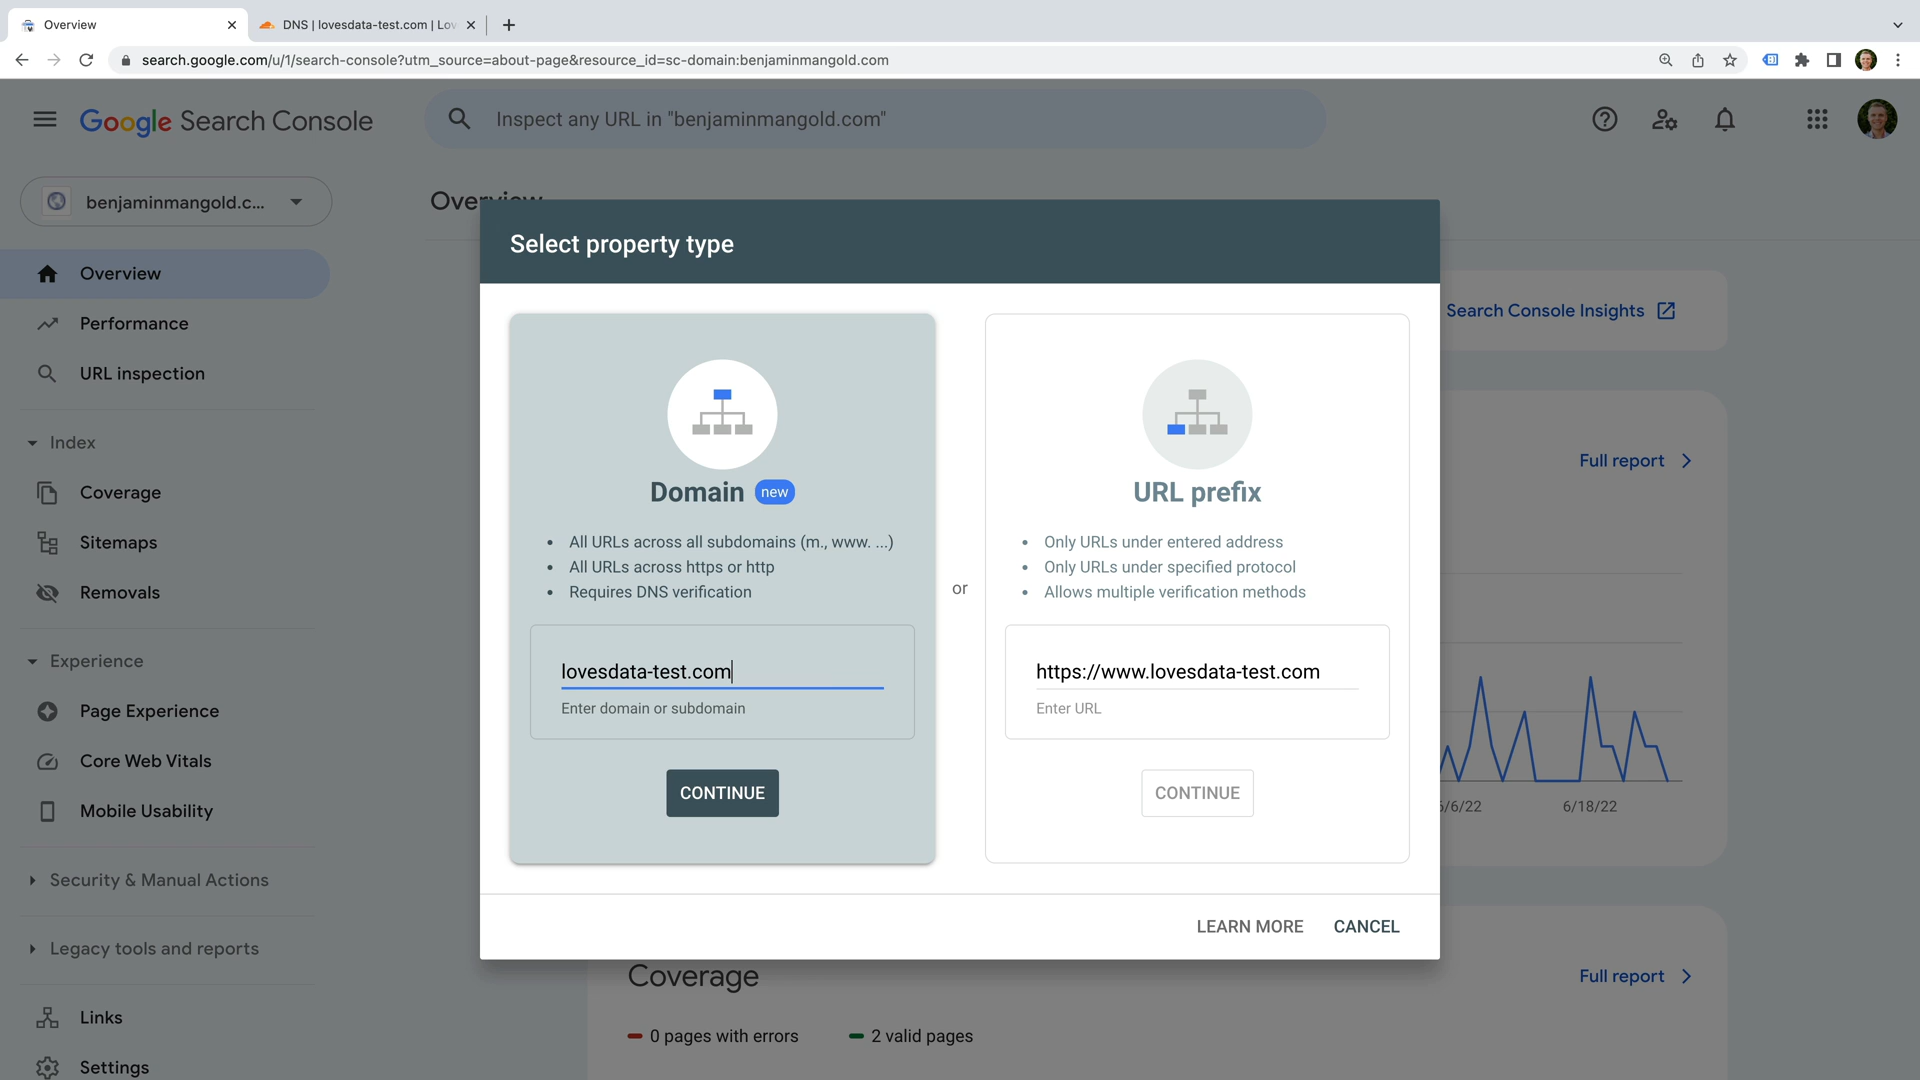 Overview
DNS | lovesdata-test.com | Lov
search.google.com/u/1/search-console?utm_source=about-page&resource_id=sc-domain:benjaminmangold.com
Google Search Console
Inspect any URL in "benjaminmangold.com"
benjaminmangold.c...
Overview
Performance
URL inspection
Index
Coverage
Sitemaps
Removals
Experience
Page Experience
Core Web Vitals
Mobile Usability
Security & Manual Actions
Legacy tools and reports
Links
Settings
Overview
Search Console Insights
Full report
6/6/22
6/18/22
Select property type
Domain new
• All URLs across all subdomains (m., www. ...)
• All URLs across https or http
• Requires DNS verification
lovesdata-test.com
Enter domain or subdomain
CONTINUE
or
URL prefix
• Only URLs under entered address
• Only URLs under specified protocol
• Allows multiple verification methods
https://www.lovesdata-test.com
Enter URL
CONTINUE
LEARN MORE
CANCEL
Coverage
Full report
0 pages with errors
2 valid pages